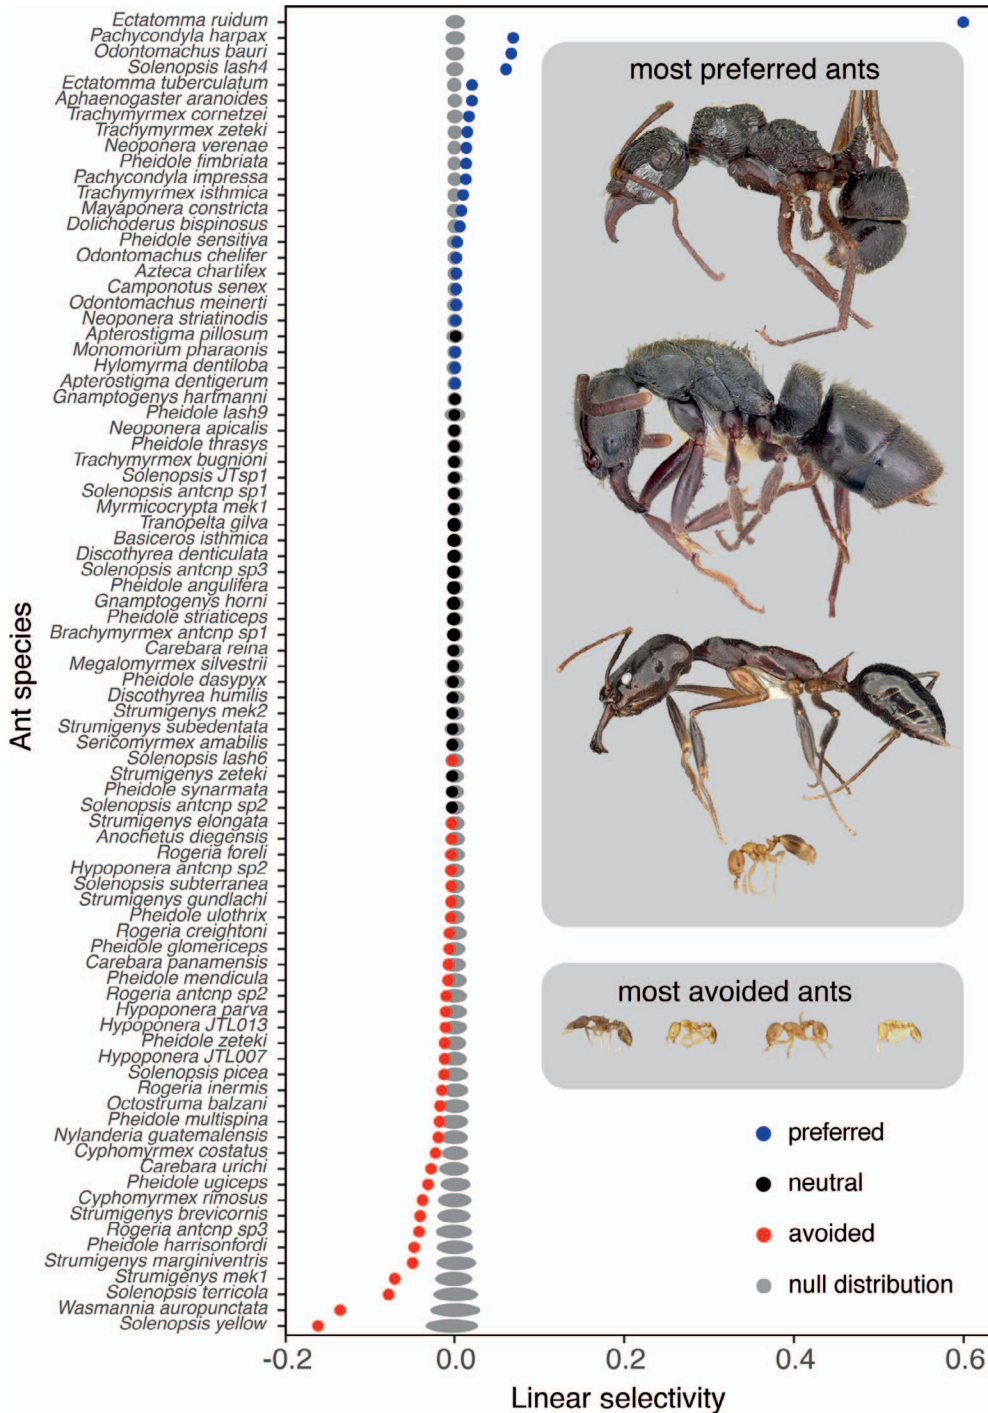 Ectatomma ruidum
Pachycondyla harpax
Odontomachus bauri
Solenopsis lash4
Ectatomma tuberculatum
Aphaenogaster aranoides
Trachymyrmex cornetzei
Trachymyrmex zeteki
Neoponera verenae
Pheidole fimbriata
Pachycondyla impressa
Trachymyrmex isthmica
Mayaponera constricta
Dolichoderus bispinosus
Pheidole sensitiva
Odontomachus chelifer
Azteca chartifex
Camponotus senex
Odontomachus meinerti
Neoponera striatinodis
Apterostigma pillosum
Monomorium pharaonis
Hylomyrma dentiloba
Apterostigma dentigerum
Gnamptogenys hartmanni
Pheidole lash9
Neoponera apicalis
Pheidole thrasys
Trachymyrmex bugnioni
Solenopsis JTsp1
Solenopsis antcnp sp1
Myrmicocrypta mek1
Tranopelta gilva
Basiceros isthmica
Discothyrea denticulata
Solenopsis antcnp sp3
Pheidole angulifera
Gnamptogenys horni
Pheidole striaticeps
Brachymyrmex antcnp sp1
Carebara reina
Megalomyrmex silvestrii
Pheidole dasypyx
Discothyrea humilis
Strumigenys mek2
Strumigenys subedentata
Sericomyrmex amabilis
Solenopsis lash6
Strumigenys zeteki
Pheidole synarmata
Solenopsis antcnp sp2
Strumigenys elongata
Anochetus diegensis
Rogeria foreli
Hypoponera antcnp sp2
Solenopsis subterranea
Strumigenys gundlachi
Pheidole ulothrix
Rogeria creightoni
Pheidole glomericeps
Carebara panamensis
Pheidole mendicula
Rogeria antcnp sp2
Hypoponera parva
Hypoponera JTL013
Pheidole zeteki
Hypoponera JTL007
Solenopsis picea
Rogeria inermis
Octostruma balzani
Pheidole multispina
Nylanderia guatemalensis
Cyphomyrmex costatus
Carebara urichi
Pheidole ugiceps
Cyphomyrmex rimosus
Strumigenys brevicornis
Rogeria antcnp sp3
Pheidole harrisonfordi
Strumigenys marginiventris
Strumigenys mek1
Solenopsis terricola
Wasmannia auropunctata
Solenopsis yellow
Ant species
most preferred ants
most avoided ants
preferred
neutral
avoided
null distribution
-0.2 0.0 0.2 0.4 0.6
Linear selectivity